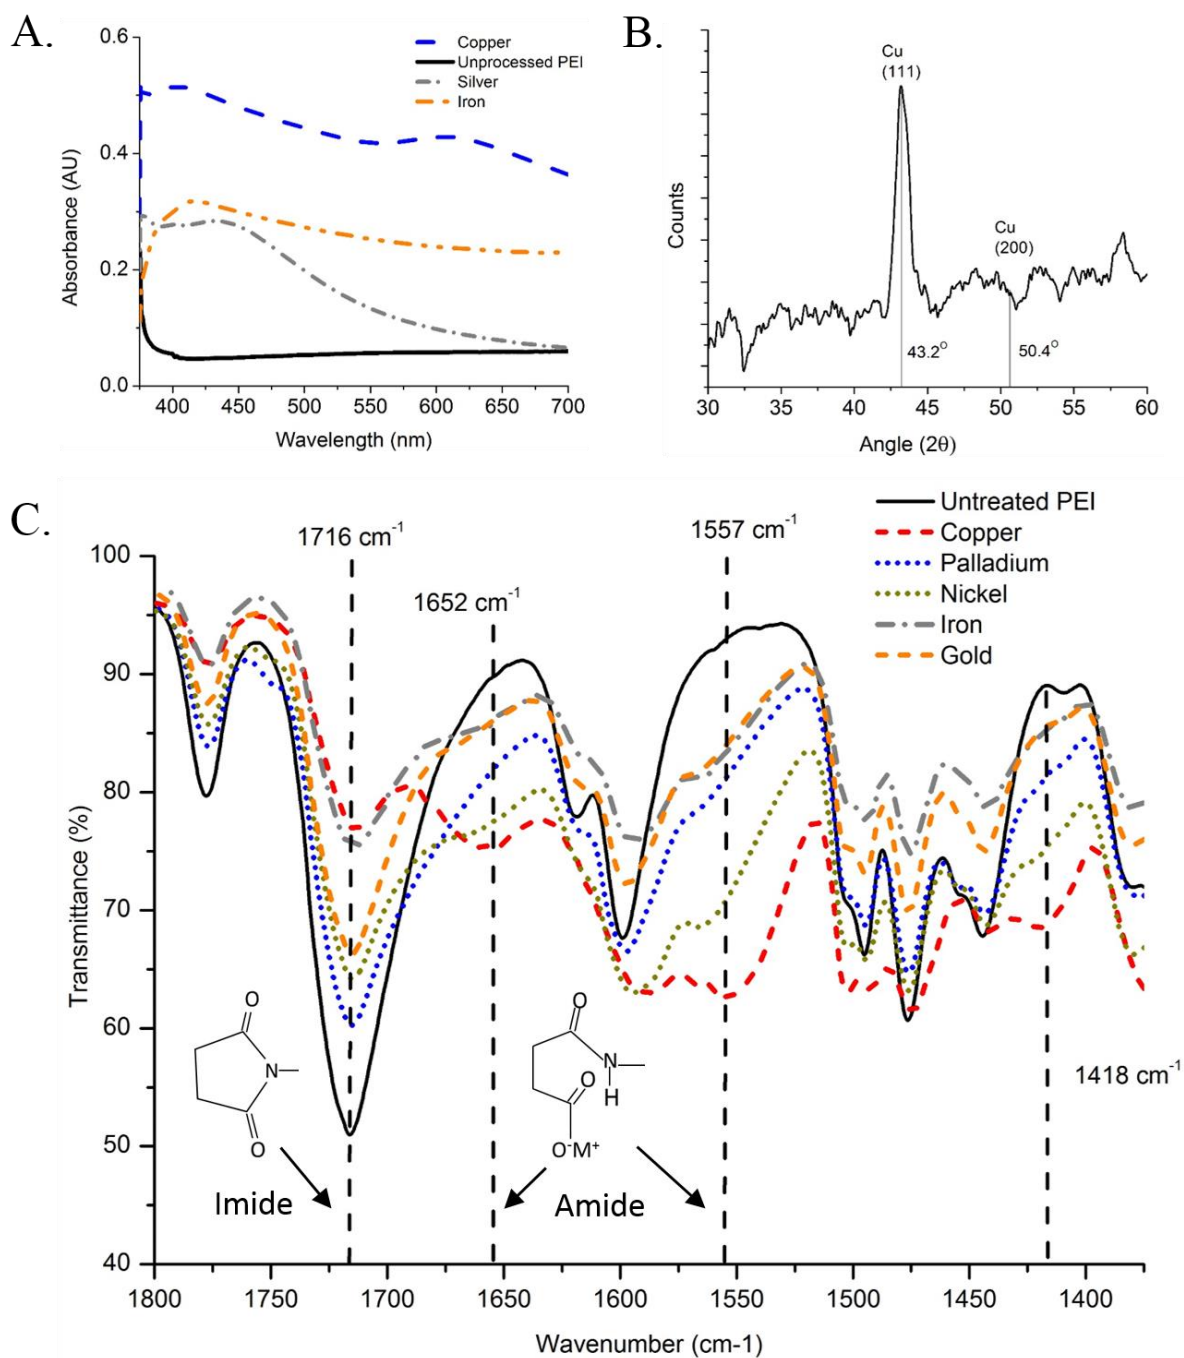 A.
0.6
0.4
0.2
0.0
Absorbance (AU)
400 450 500 550 600 650 700
Wavelength (nm)
Copper
Unprocessed PEI
Silver
Iron
B.
Cu
(111)
Cu
(200)
43.2°
50.4°
Counts
30 35 40 45 50 55 60
Angle (2θ)
C.
1716 cm⁻¹
1652 cm⁻¹
1557 cm⁻¹
1418 cm⁻¹
Untreated PEI
Copper
Palladium
Nickel
Iron
Gold
100
90
80
70
60
50
40
Transmittance (%)
O
N
O
Imide
O
N
O
H
O⁻M⁺
Amide
1800 1750 1700 1650 1600 1550 1500 1450 1400
Wavenumber (cm-1)